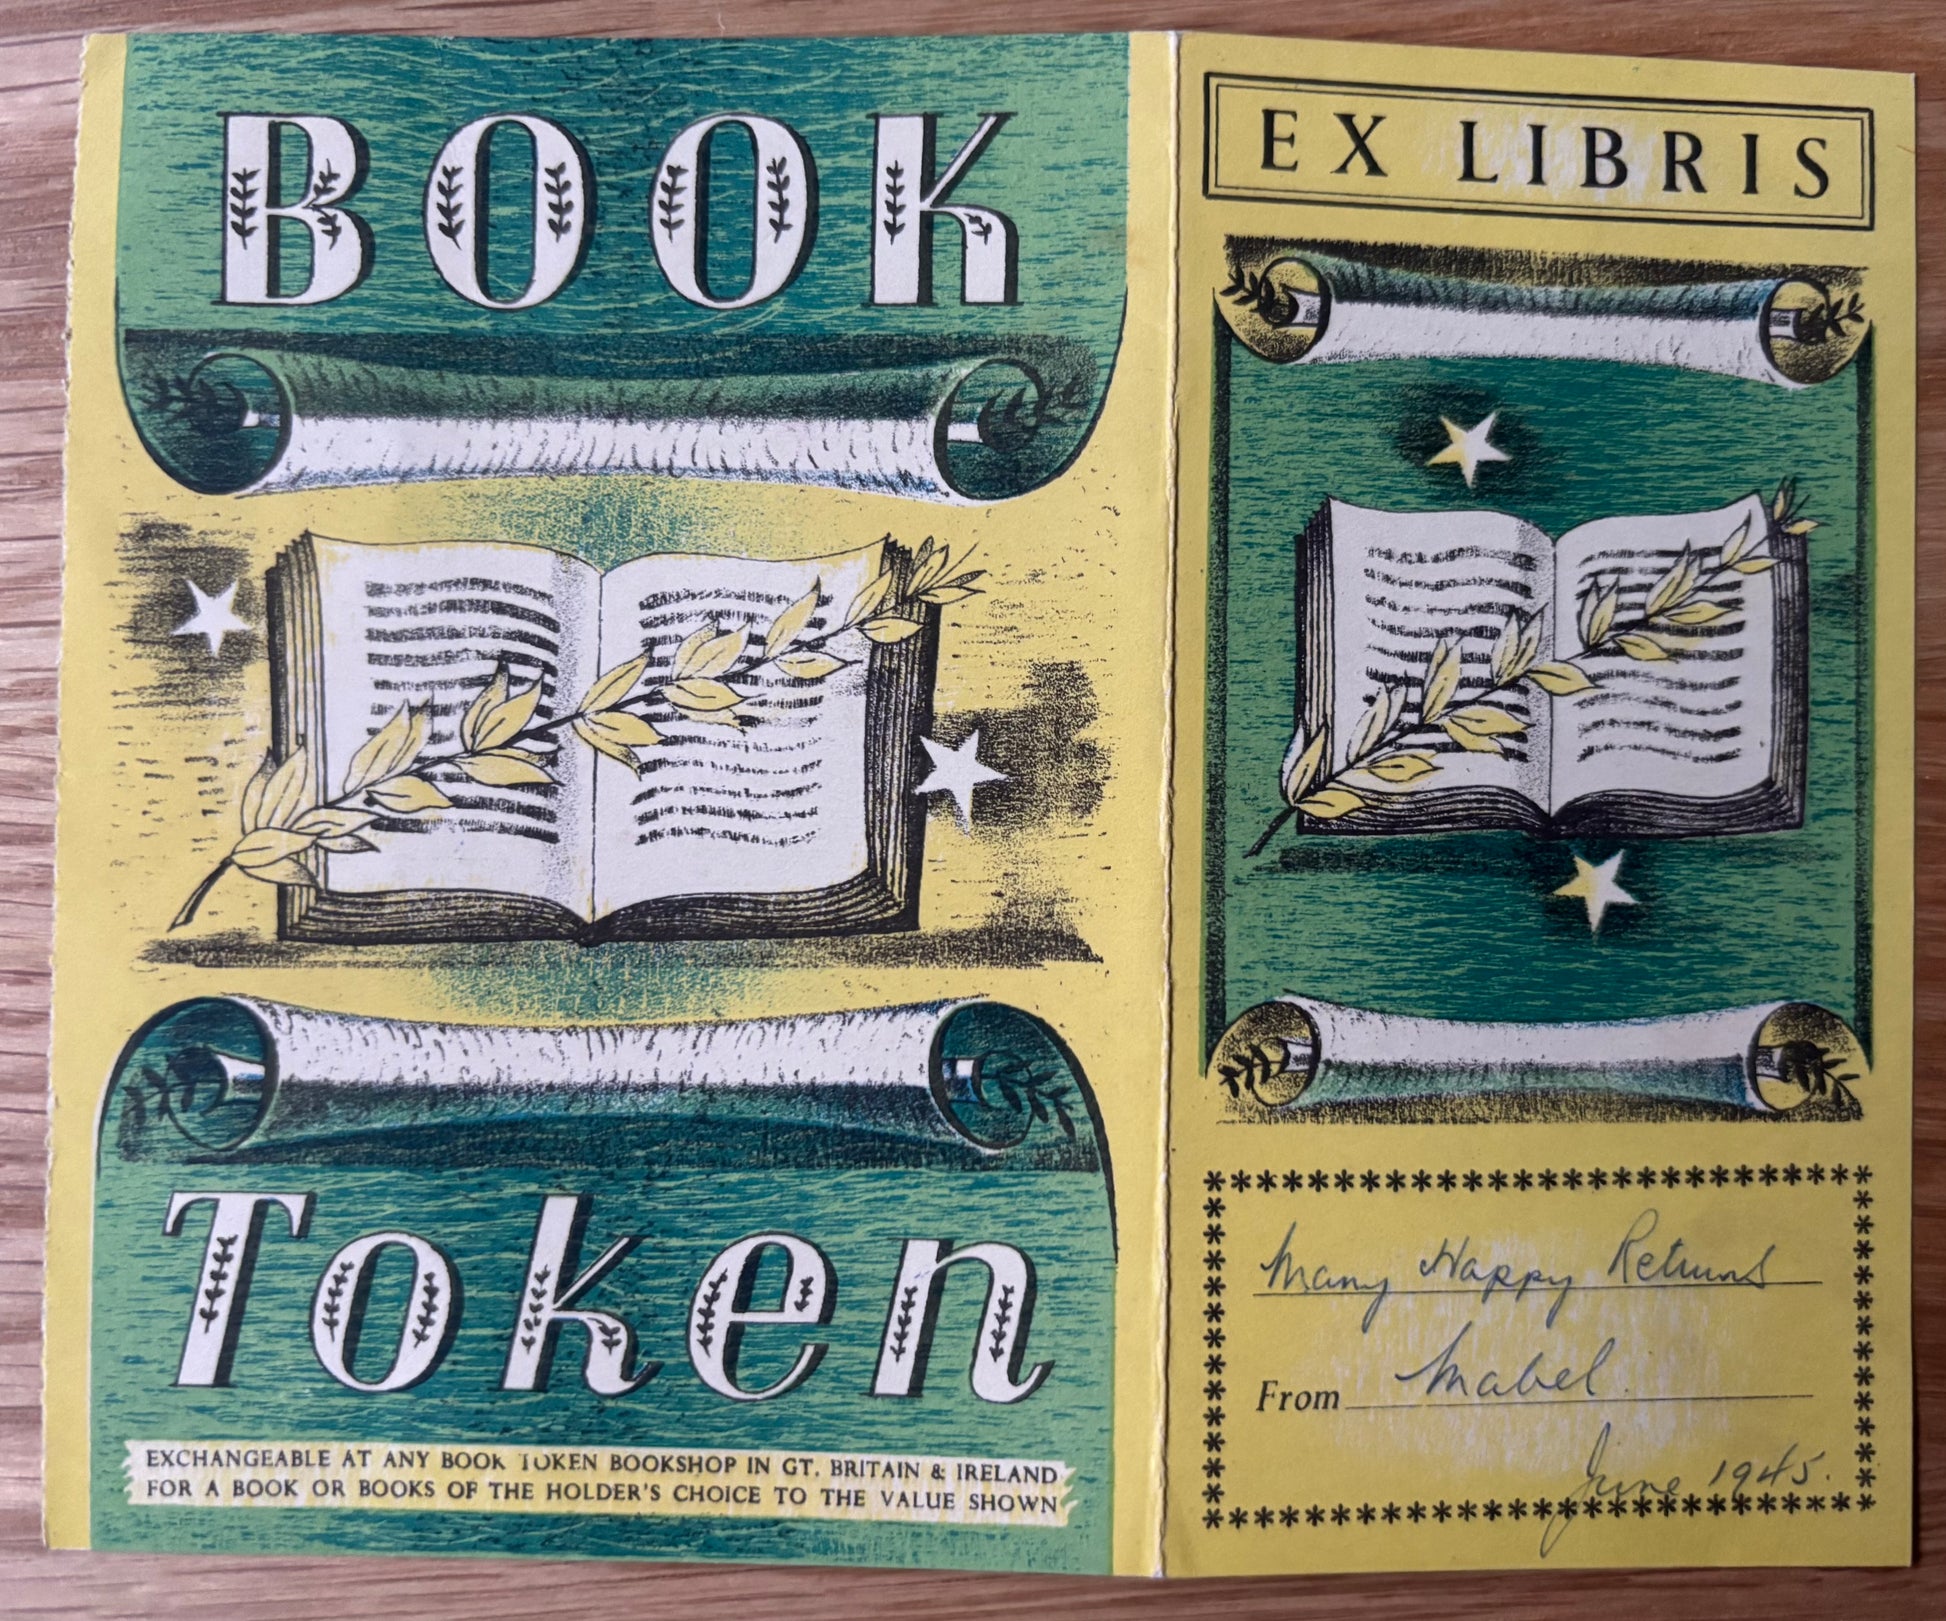 BOOK
Token
EXCHANGEABLE AT ANY BOOK TOKEN BOOKSHOP IN GT. BRITAIN & IRELAND
FOR A BOOK OR BOOKS OF THE HOLDER'S CHOICE TO THE VALUE SHOWN
EX LIBRIS
Many Happy Returns
From Mabel.
June 1945.